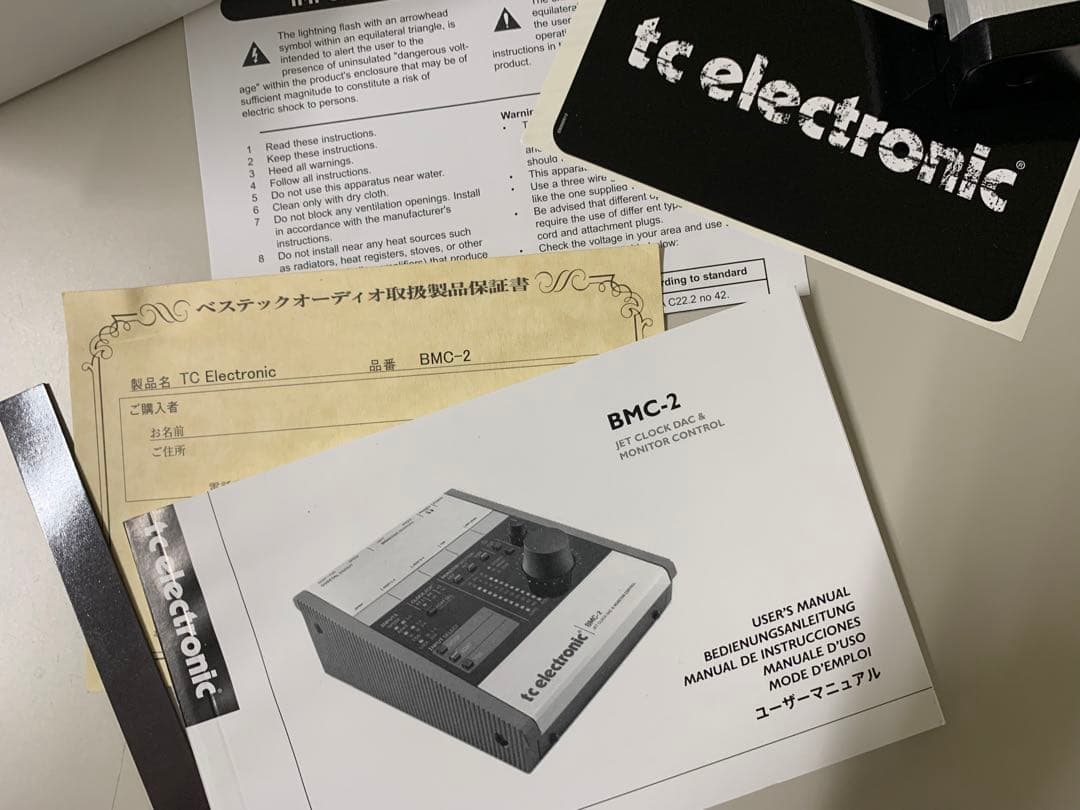 The lightning flash with an arrowhead
symbol within an equilateral triangle, is
intended to alert the user to the
presence of uninsulated "dangerous volt-
age" within the product's enclosure that may be of
sufficient magnitude to constitute a risk of
electric shock to persons.
the user
instructions in
product.
1 Read these instructions.
2 Keep these instructions.
3 Heed all warnings.
4 Follow all instructions.
5 Do not use this apparatus near water.
6 Clean only with dry cloth.
7 Do not block any ventilation openings. Install
in accordance with the manufacturer's
instructions.
8 Do not install near any heat sources such
as radiators, heat registers, stoves, or other
that produce
should
This
Use a three wire
like the one supplied
Be advised that different
require the use of differ ent
cord and attachment plugs.
Check the voltage in your area and use
to standard
C22.2 no 42.
tc electronic®
ベステックオーディオ取扱製品保証書
製品名 TC Electronic 品番 BMC-2
ご購入者
お名前
ご住所
BMC-2
JET CLOCK DAC &
MONITOR CONTROL
tc electronic
tc electronic BMC-2
USER'S MANUAL
BEDIENUNGSANLEITUNG
MANUAL DE INSTRUCCIONES
MANUALE D'USO
MODE D'EMPLOI
ユーザーマニュアル